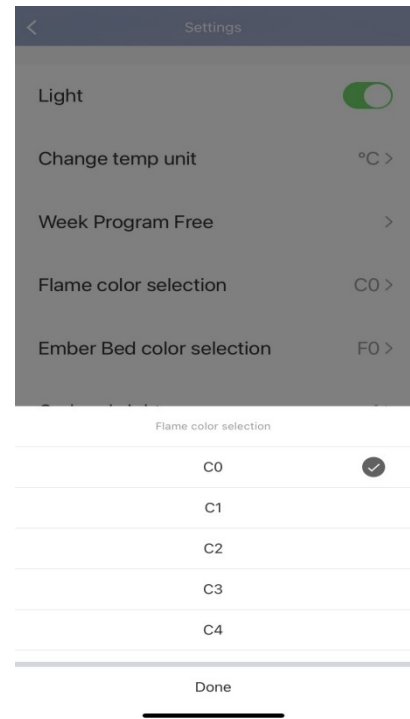 Settings
Light
Change temp unit °C >
Week Program Free >
Flame color selection C0 >
Ember Bed color selection F0 >
Flame color selection
C0
C1
C2
C3
C4
Done